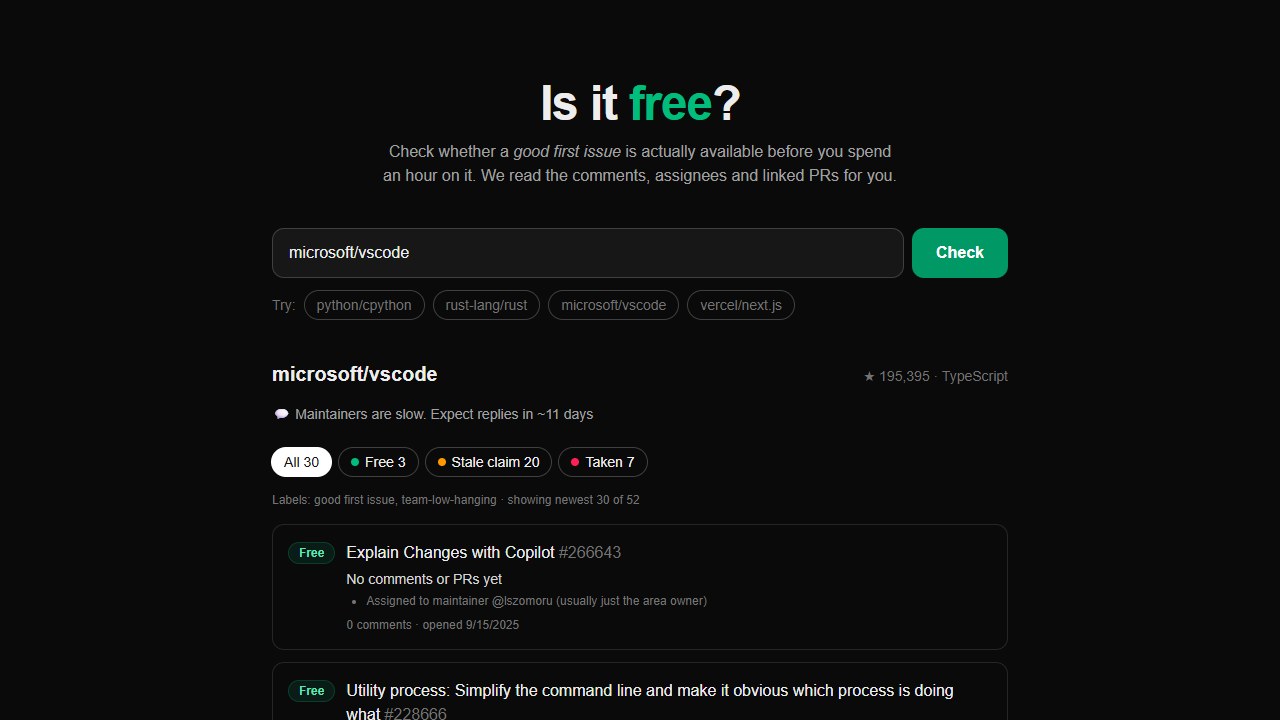 Is it free?
Check whether a good first issue is actually available before you spend
an hour on it. We read the comments, assignees and linked PRs for you.
microsoft/vscode
Check
Try:
python/cpython
rust-lang/rust
microsoft/vscode
vercel/next.js
microsoft/vscode
★ 195,395 · TypeScript
Maintainers are slow. Expect replies in ~11 days
All 30
Free 3
Stale claim 20
Taken 7
Labels: good first issue, team-low-hanging · showing newest 30 of 52
Free
Explain Changes with Copilot #266643
No comments or PRs yet
• Assigned to maintainer @lszomoru (usually just the area owner)
0 comments · opened 9/15/2025
Free
Utility process: Simplify the command line and make it obvious which process is doing
what #228666